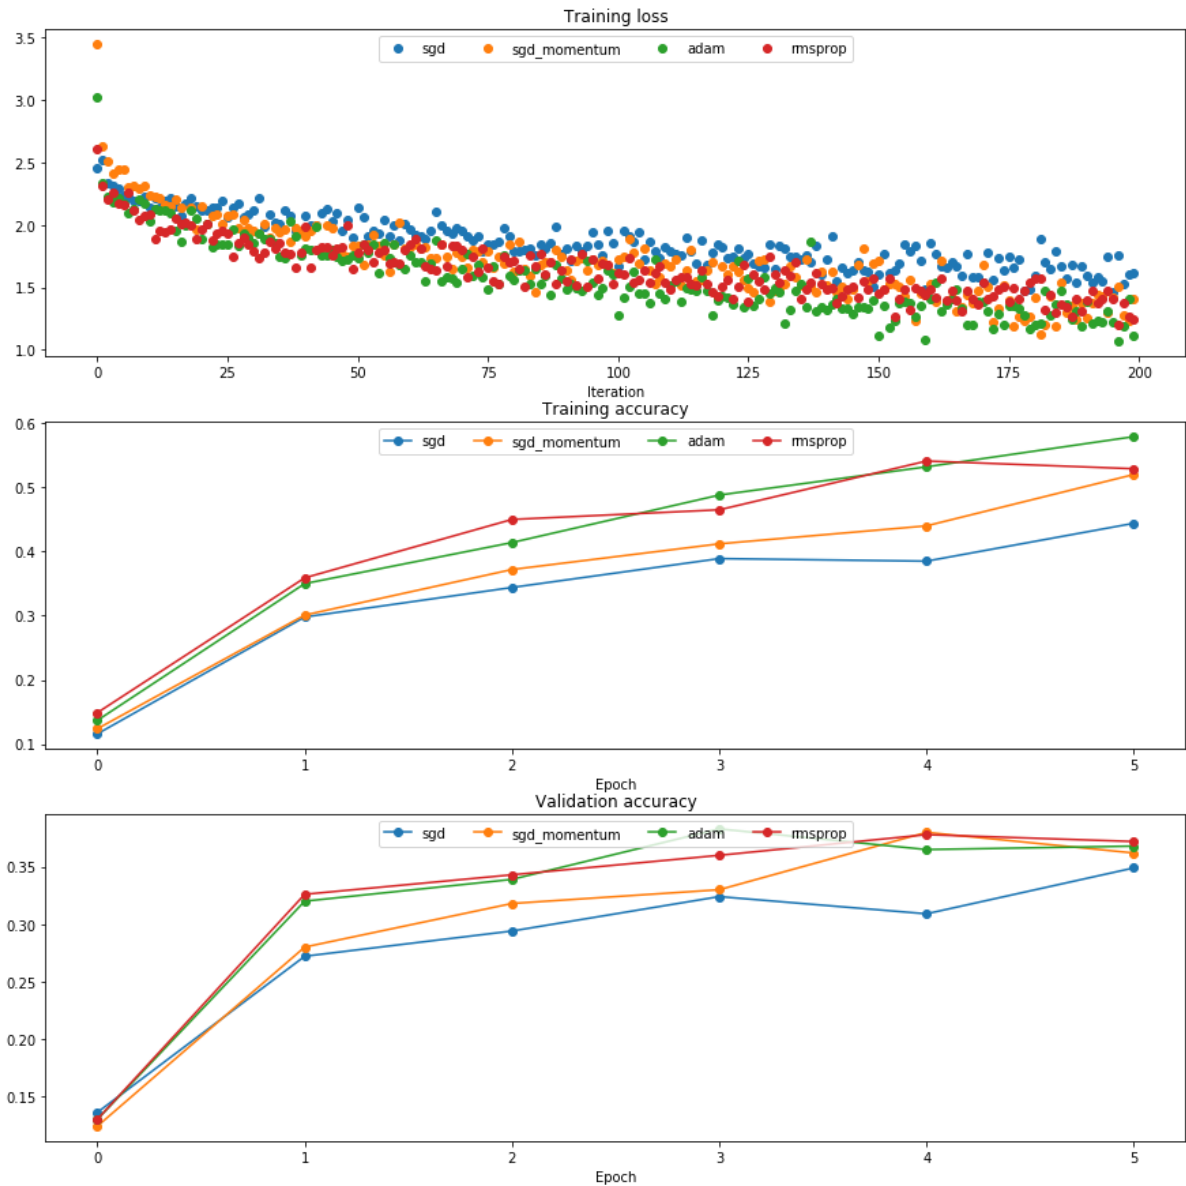 Training loss
sgd sgd_momentum adam rmsprop
3.5
3.0
2.5
2.0
1.5
1.0
0 25 50 75 100 125 150 175 200
Iteration
Training accuracy
sgd sgd_momentum adam rmsprop
0.6
0.5
0.4
0.3
0.2
0.1
0 1 2 3 4 5
Epoch
Validation accuracy
sgd sgd_momentum adam rmsprop
0.35
0.30
0.25
0.20
0.15
0 1 2 3 4 5
Epoch